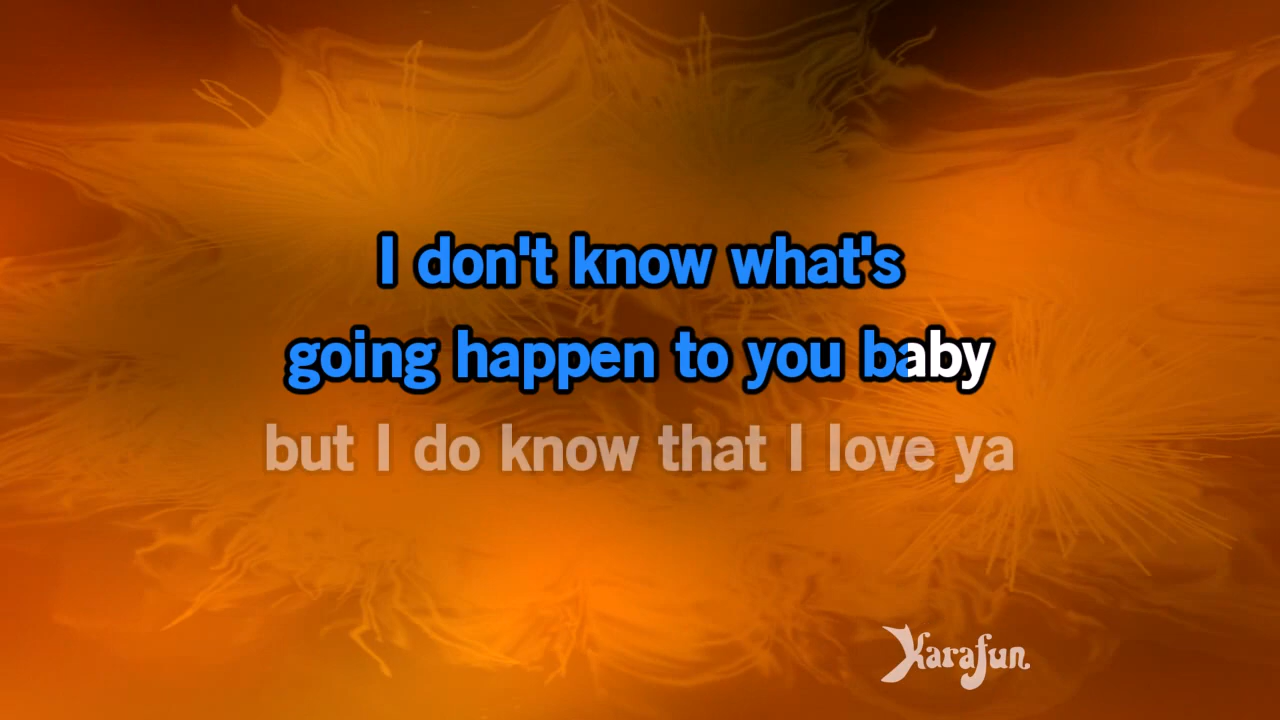 I don't know what's
going happen to you baby
but I do know that I love ya
Karafun